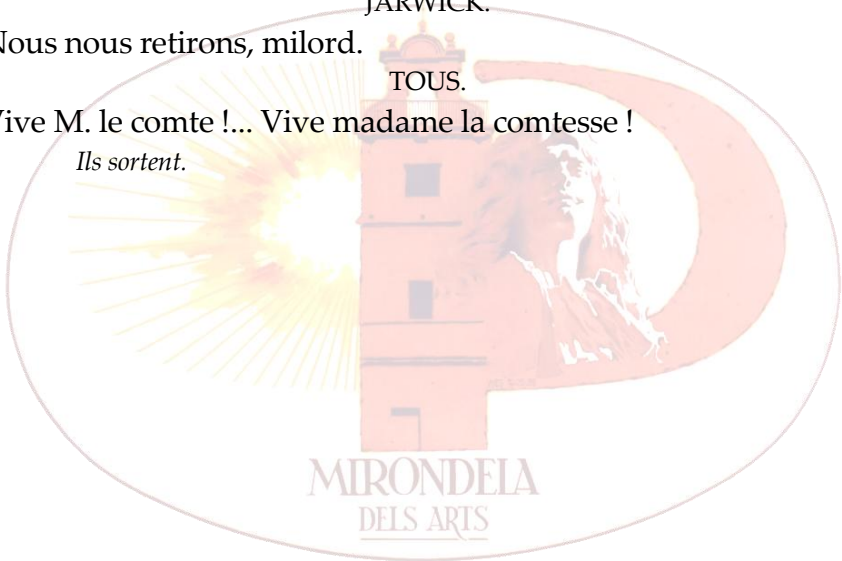 JARWICK.
Nous nous retirons, milord.
TOUS.
Vive M. le comte !... Vive madame la comtesse !
Ils sortent.
MIRONDELA
DELS ARTS